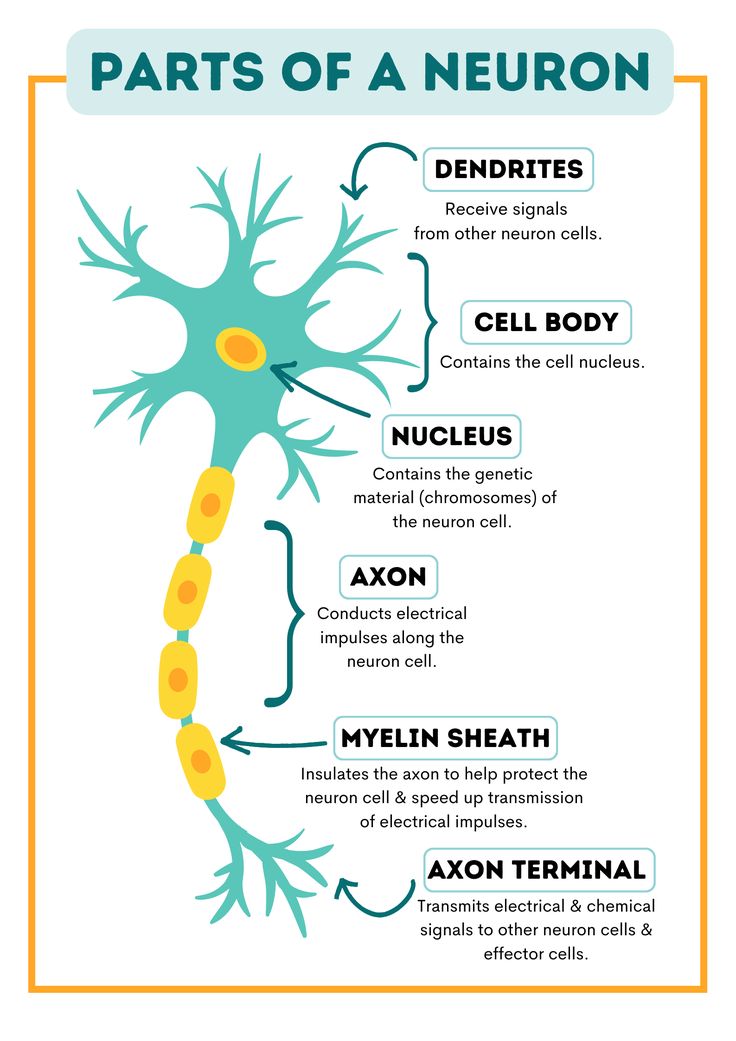 PARTS OF A NEURON
DENDRITES
Receive signals
from other neuron cells.
CELL BODY
Contains the cell nucleus.
NUCLEUS
Contains the genetic
material (chromosomes) of
the neuron cell.
AXON
Conducts electrical
impulses along the
neuron cell.
MYELIN SHEATH
Insulates the axon to help protect the
neuron cell & speed up transmission
of electrical impulses.
AXON TERMINAL
Transmits electrical & chemical
signals to other neuron cells &
effector cells.